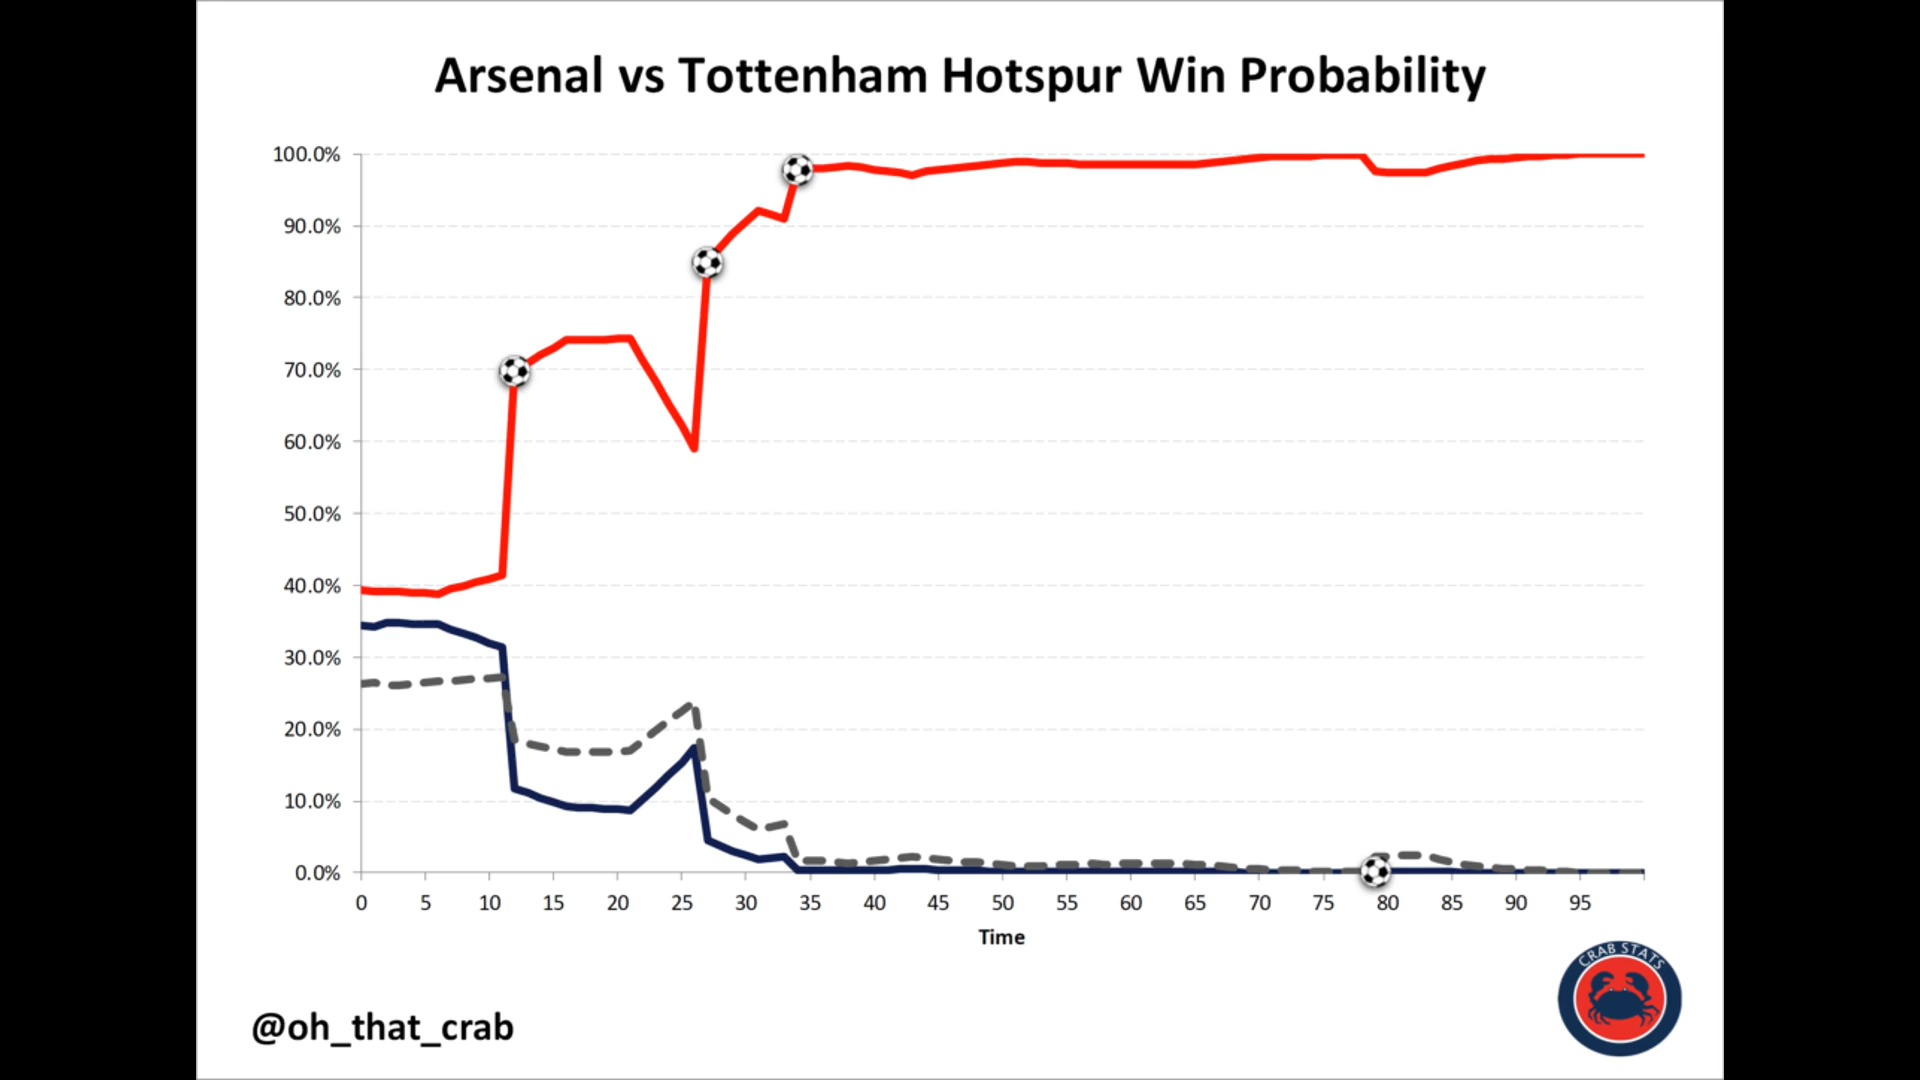 Arsenal vs Tottenham Hotspur Win Probability
100.0%
90.0%
80.0%
70.0%
60.0%
50.0%
40.0%
30.0%
20.0%
10.0%
0.0%
0 5 10 15 20 25 30 35 40 45 50 55 60 65 70 75 80 85 90 95
Time
CRAB STATS
@oh_that_crab